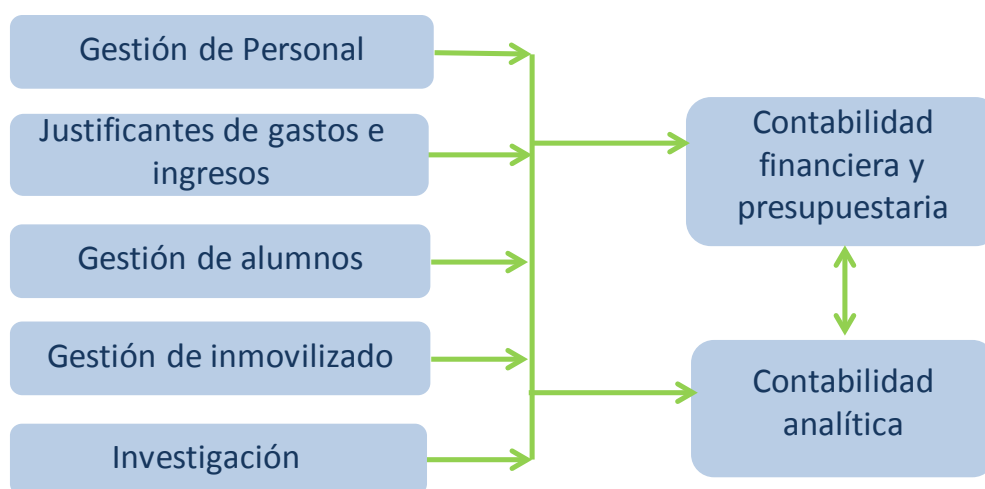 Gestión de Personal
Justificantes de gastos e
ingresos
Gestión de alumnos
Gestión de inmovilizado
Investigación
Contabilidad
financiera y
presupuestaria
Contabilidad
analítica